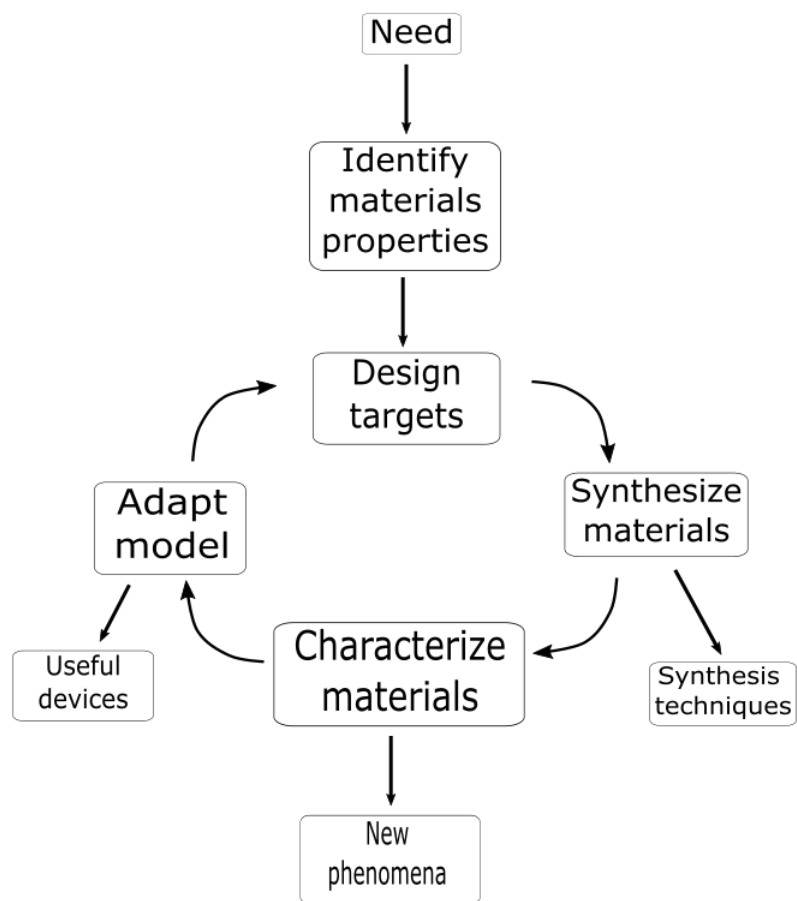 Need
Identify
materials
properties
Design
targets
Synthesize
materials
Adapt
model
Characterize
materials
Useful
devices
Synthesis
techniques
New
phenomena